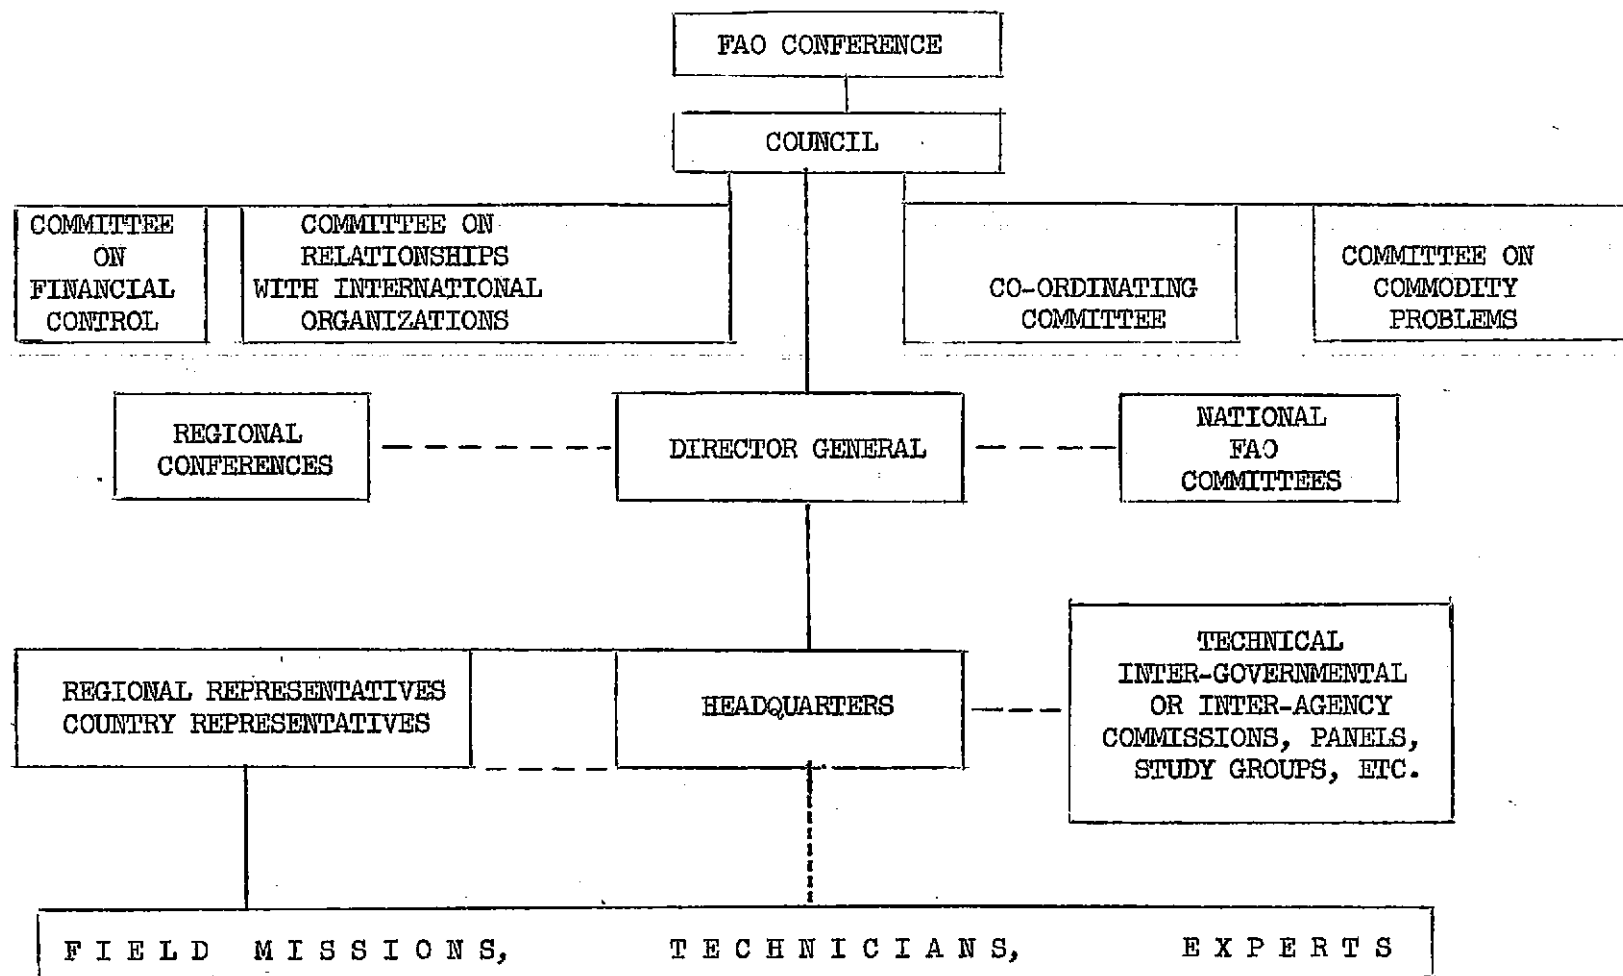 FAO CONFERENCE
COUNCIL
COMMITTEE
ON
FINANCIAL
CONTROL
COMMITTEE ON
RELATIONSHIPS
WITH INTERNATIONAL
ORGANIZATIONS
CO-ORDINATING
COMMITTEE
COMMITTEE ON
COMMODITY
PROBLEMS
REGIONAL
CONFERENCES
DIRECTOR GENERAL
NATIONAL
FAO
COMMITTEES
REGIONAL REPRESENTATIVES
COUNTRY REPRESENTATIVES
HEADQUARTERS
TECHNICAL
INTER-GOVERNMENTAL
OR INTER-AGENCY
COMMISSIONS, PANELS,
STUDY GROUPS, ETC.
FIELD MISSIONS, TECHNICIANS, EXPERTS